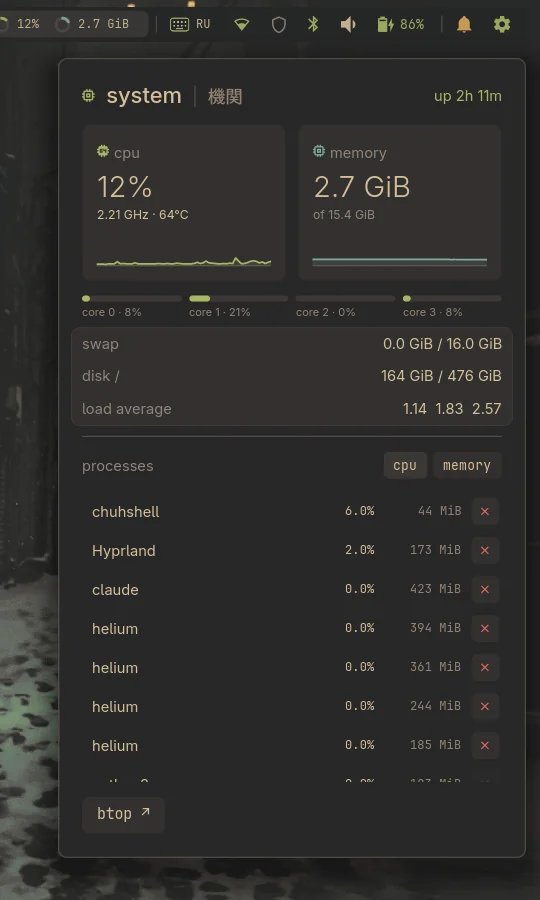 12% 2.7 GiB RU 86%
system 機関 up 2h 11m
cpu
12%
2.21 GHz · 64°C
memory
2.7 GiB
of 15.4 GiB
core 0 · 8% core 1 · 21% core 2 · 0% core 3 · 8%
swap 0.0 GiB / 16.0 GiB
disk / 164 GiB / 476 GiB
load average 1.14 1.83 2.57
processes cpu memory
chuhshell 6.0% 44 MiB ×
Hyprland 2.0% 173 MiB ×
claude 0.0% 423 MiB ×
helium 0.0% 394 MiB ×
helium 0.0% 361 MiB ×
helium 0.0% 244 MiB ×
helium 0.0% 185 MiB ×
btop ↗